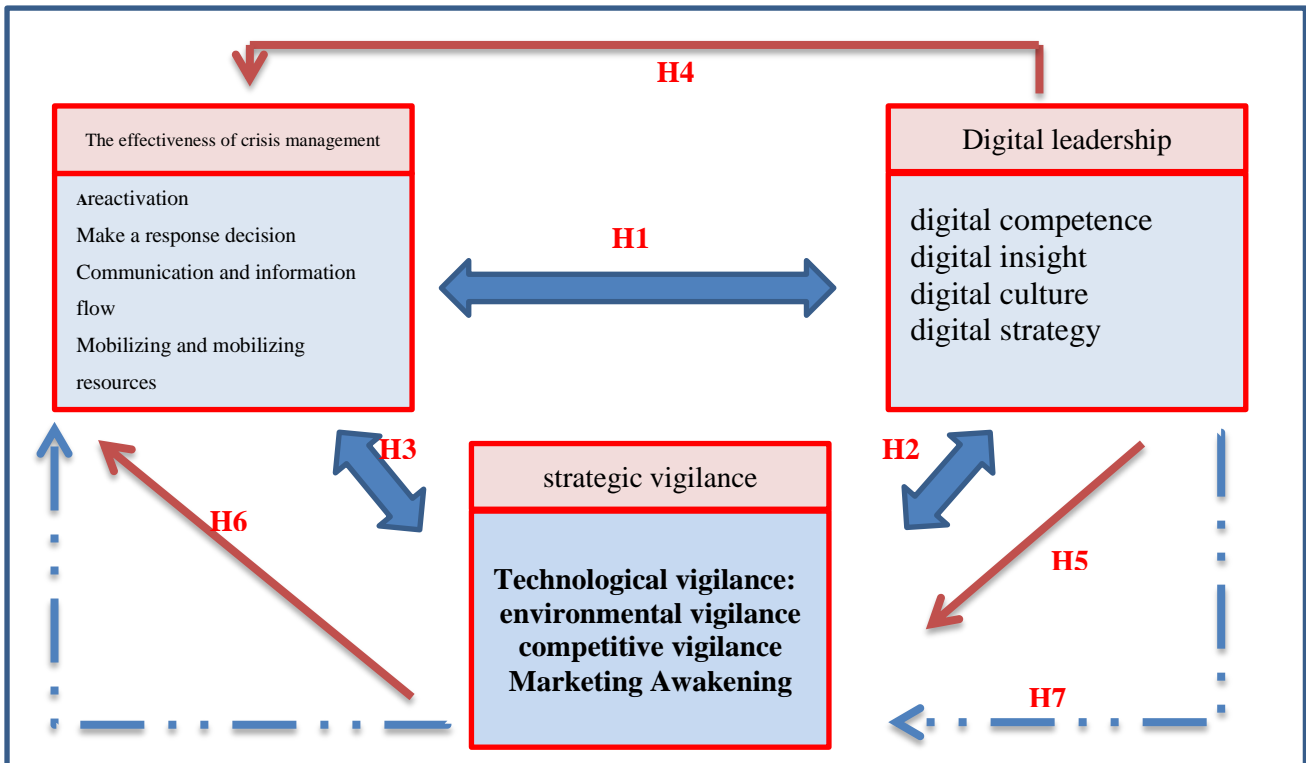 H4
The effectiveness of crisis management
Areactivation
Make a response decision
Communication and information
flow
Mobilizing and mobilizing
resources
H1
Digital leadership
digital competence
digital insight
digital culture
digital strategy
H3
H2
strategic vigilance
Technological vigilance:
environmental vigilance
competitive vigilance
Marketing Awakening
H6
H5
H7